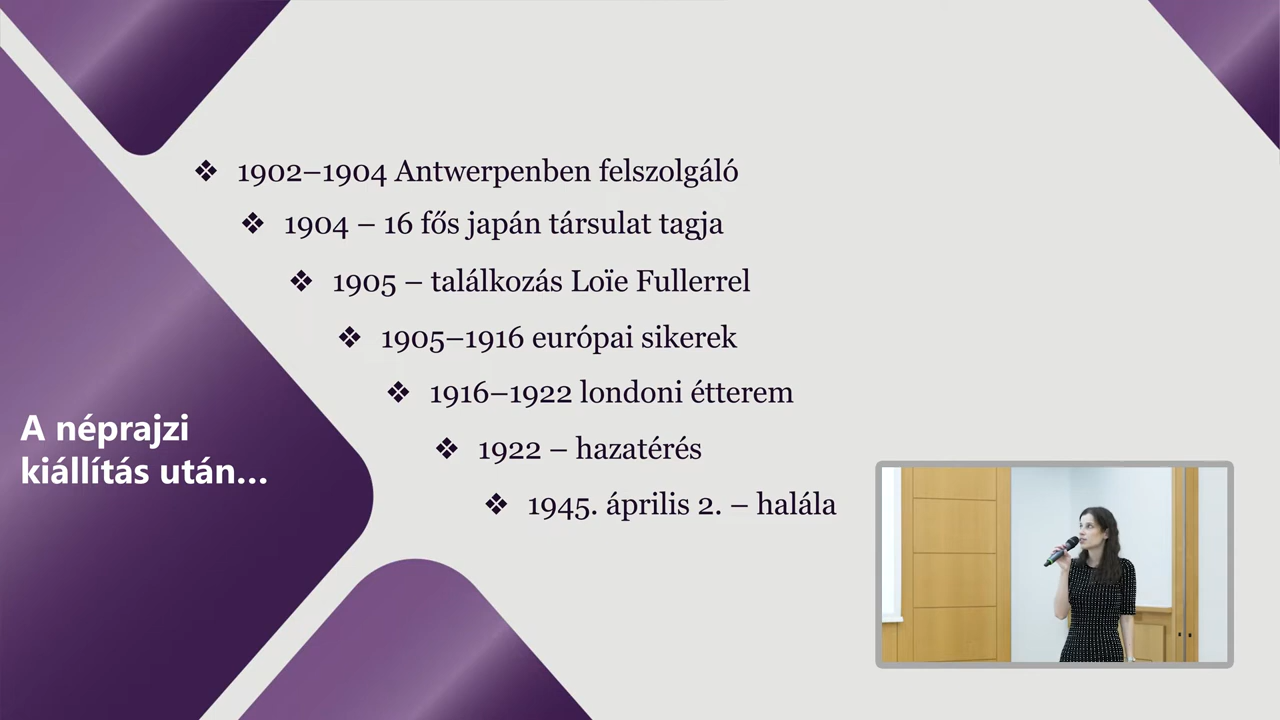 1902–1904 Antwerpenben felszolgáló
1904 – 16 fős japán társulat tagja
1905 – találkozás Loïe Fullerrel
1905–1916 európai sikerek
1916–1922 londoni étterem
1922 – hazatérés
1945. április 2. – halála
A néprajzi
kiállítás után…